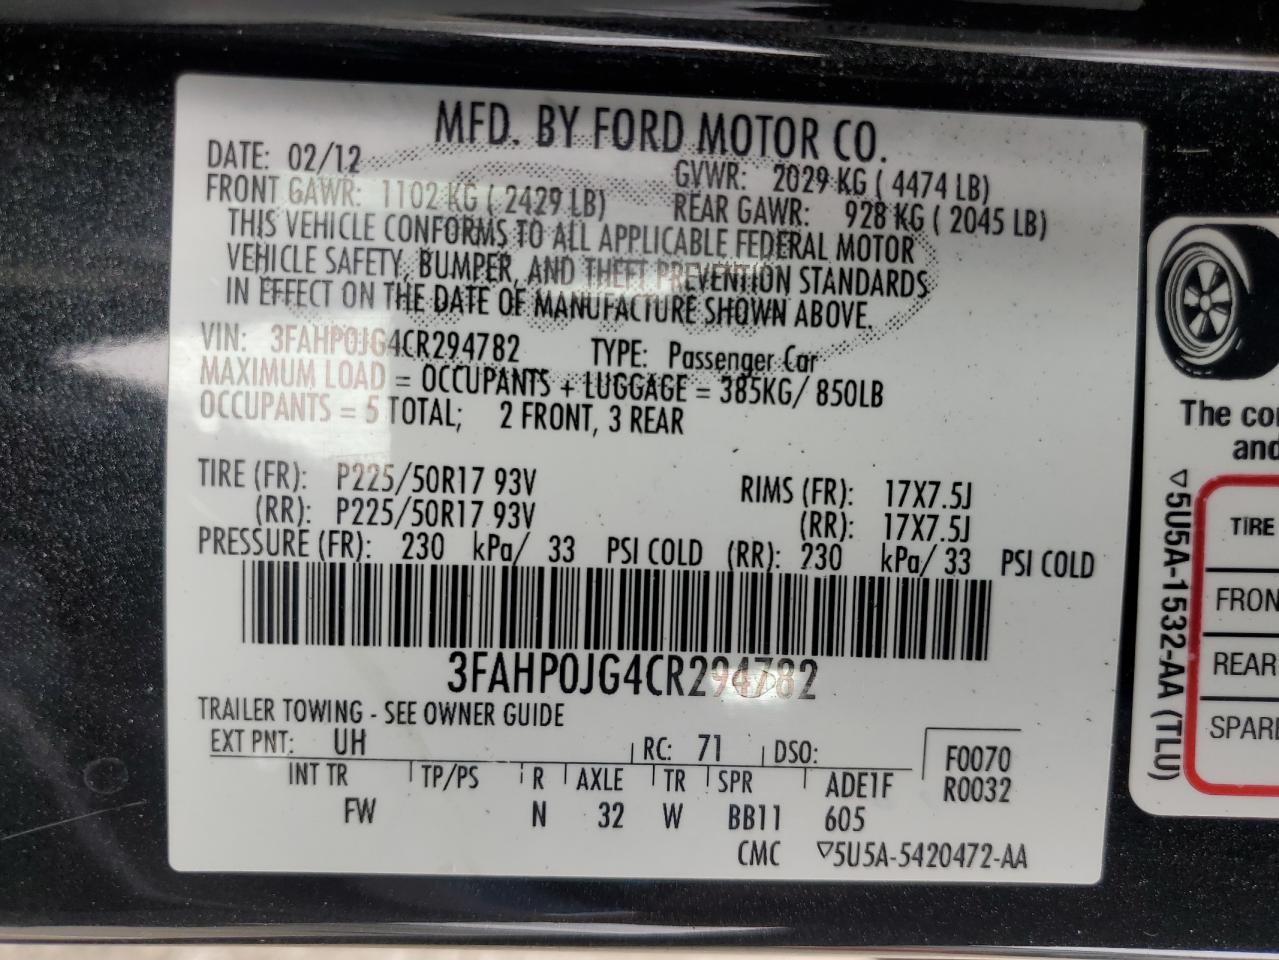 MFD. BY FORD MOTOR CO.
DATE: 02/12 GVWR: 2029 KG ( 4474 LB)
FRONT GAWR: 1102 KG ( 2429 LB) REAR GAWR: 928 KG ( 2045 LB)
THIS VEHICLE CONFORMS TO ALL APPLICABLE FEDERAL MOTOR
VEHICLE SAFETY, BUMPER, AND THEFT PREVENTION STANDARDS
IN EFFECT ON THE DATE OF MANUFACTURE SHOWN ABOVE.
VIN: 3FAHP0JG4CR294782 TYPE: Passenger Car
MAXIMUM LOAD = OCCUPANTS + LUGGAGE = 385KG/ 850LB
OCCUPANTS = 5 TOTAL; 2 FRONT, 3 REAR
TIRE (FR): P225/50R17 93V RIMS (FR): 17X7.5J
(RR): P225/50R17 93V (RR): 17X7.5J
PRESSURE (FR): 230 kPa/ 33 PSI COLD (RR): 230 kPa/ 33 PSI COLD
3FAHP0JG4CR294782
TRAILER TOWING - SEE OWNER GUIDE
EXT PNT: UH RC: 71 DSO: F0070
INT TR TP/PS R AXLE TR SPR ADE1F R0032
FW N 32 W BB11 605
CMC ▽5U5A-5420472-AA
The
and
▽5U5A-1532-AA (TLU)
TIRE
FRON
REAR
SPARE